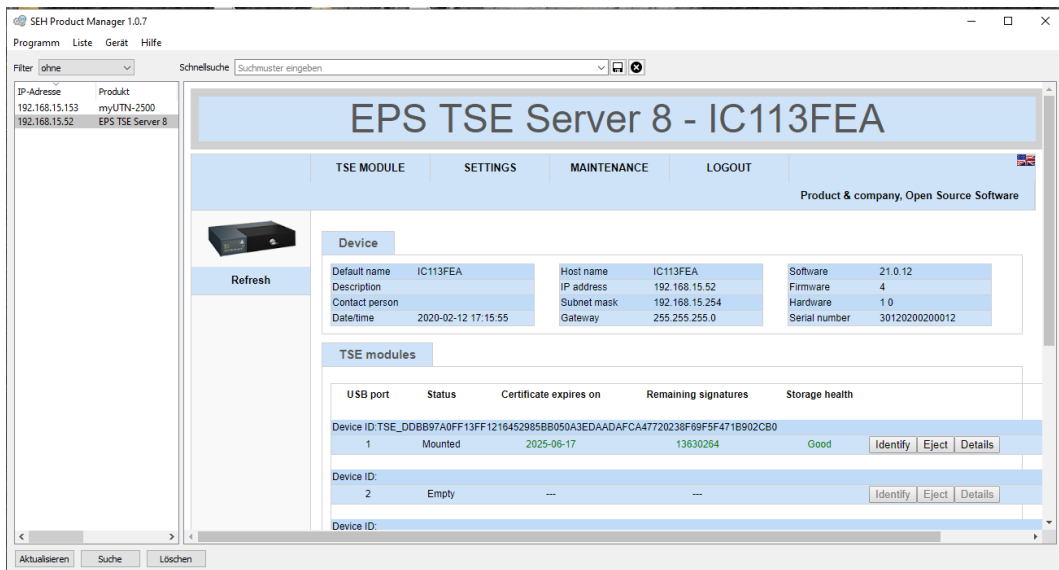 SEH Product Manager 1.0.7
Programm Liste Gerät Hilfe
Filter ohne Schnellsuche Suchmuster eingeben
IP-Adresse Produkt
192.168.15.153 myUTN-2500
192.168.15.52 EPS TSE Server 8
EPS TSE Server 8 - IC113FEA
TSE MODULE SETTINGS MAINTENANCE LOGOUT
Product & company, Open Source Software
Refresh
Device
Default name IC113FEA Host name IC113FEA Software 21.0.12
Description IP address 192.168.15.52 Firmware 4
Contact person Subnet mask 192.168.15.254 Hardware 1 0
Date/time 2020-02-12 17:15:55 Gateway 255.255.255.0 Serial number 30120200200012
TSE modules
USB port Status Certificate expires on Remaining signatures Storage health
Device ID:TSE_DDBB97A0FF13FF1216452985BB050A3EDAADAFCA47720238F69F5F471B902CB0
1 Mounted 2025-06-17 13630264 Good Identify Eject Details
Device ID:
2 Empty --- --- Identify Eject Details
Device ID:
Aktualisieren Suche Löschen